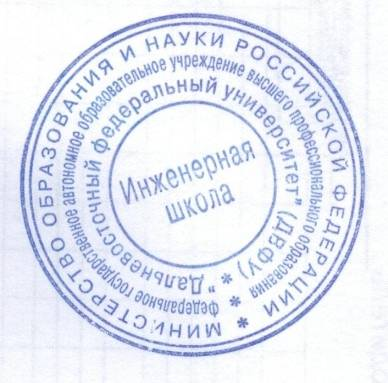 МИНИСТЕРСТВО ОБРАЗОВАНИЯ И НАУКИ РОССИЙСКОЙ ФЕДЕРАЦИИ *
федеральное государственное автономное образовательное учреждение высшего профессионального образования *
"Дальневосточный федеральный университет" (ДВФУ) *
Инженерная
школа